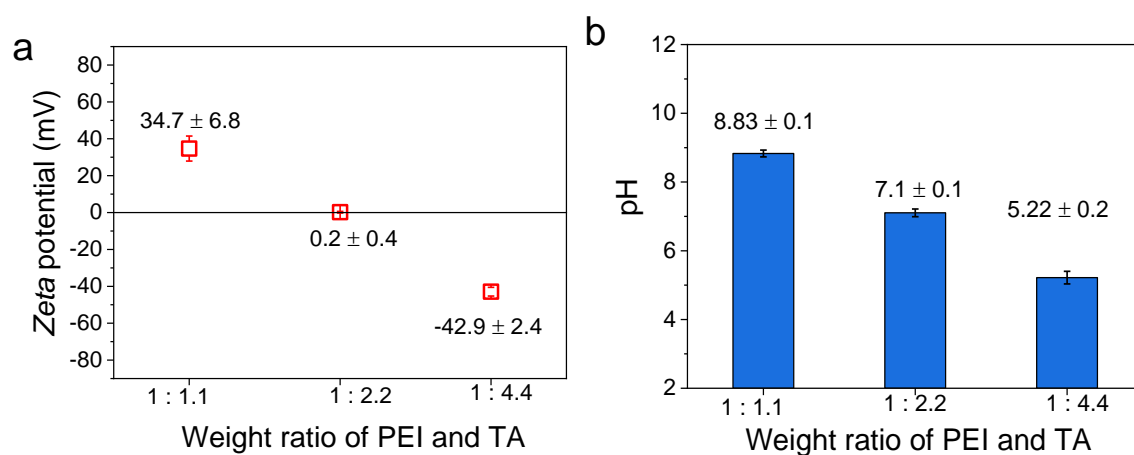 a
Zeta potential (mV)
80
60
40
20
0
-20
-40
-60
-80
34.7 ± 6.8
0.2 ± 0.4
-42.9 ± 2.4
1 : 1.1
1 : 2.2
1 : 4.4
Weight ratio of PEI and TA
b
pH
12
10
8
6
4
2
8.83 ± 0.1
7.1 ± 0.1
5.22 ± 0.2
1 : 1.1
1 : 2.2
1 : 4.4
Weight ratio of PEI and TA